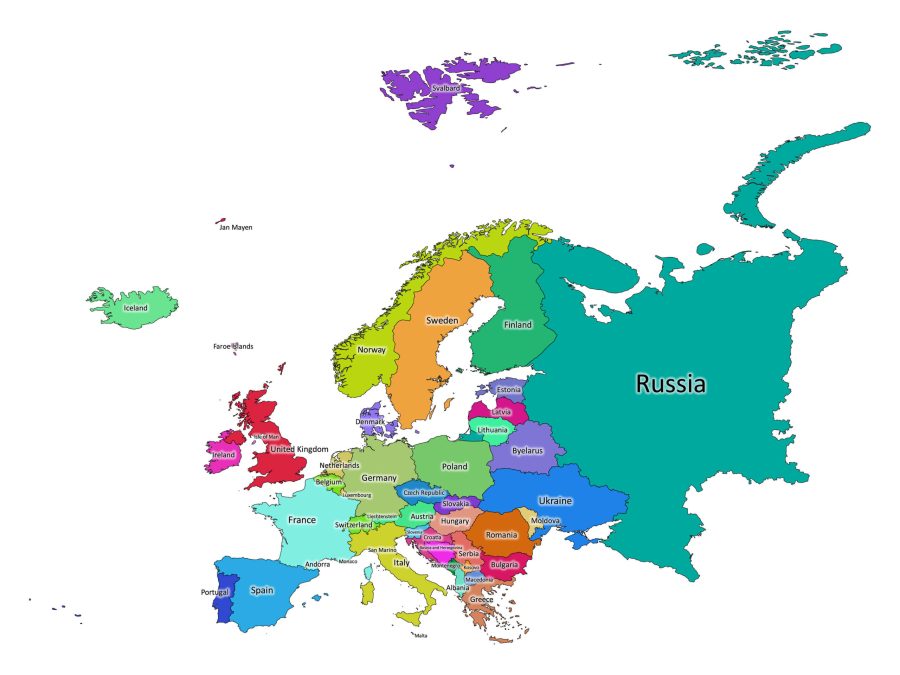 Svalbard
Jan Mayen
Iceland
Sweden
Finland
Faroe Islands
Norway
Russia
Estonia
Latvia
Denmark
Lithuania
Isle of Man
United Kingdom
Byelarus
Ireland
Netherlands
Poland
Germany
Belgium
Czech Republic
Luxembourg
Ukraine
Slovakia
Liechtenstein
Austria
France
Hungary
Moldova
Switzerland
Slovenia
Romania
Croatia
Bosnia and Herzegovina
San Marino
Serbia
Monaco
Italy
Andorra
Montenegro
Kosovo
Bulgaria
Macedonia
Albania
Spain
Portugal
Greece
Malta